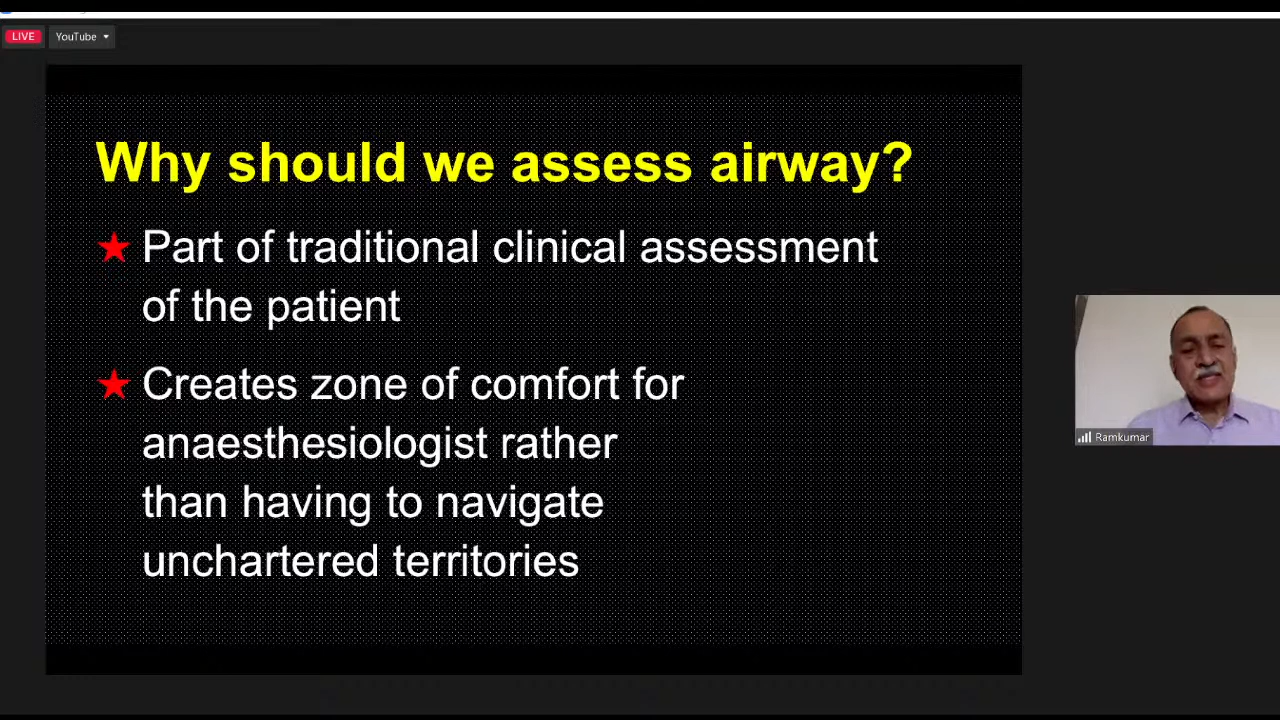 LIVE
YouTube
Why should we assess airway?
Part of traditional clinical assessment
of the patient
Creates zone of comfort for
anaesthesiologist rather
than having to navigate
unchartered territories
Ramkumar